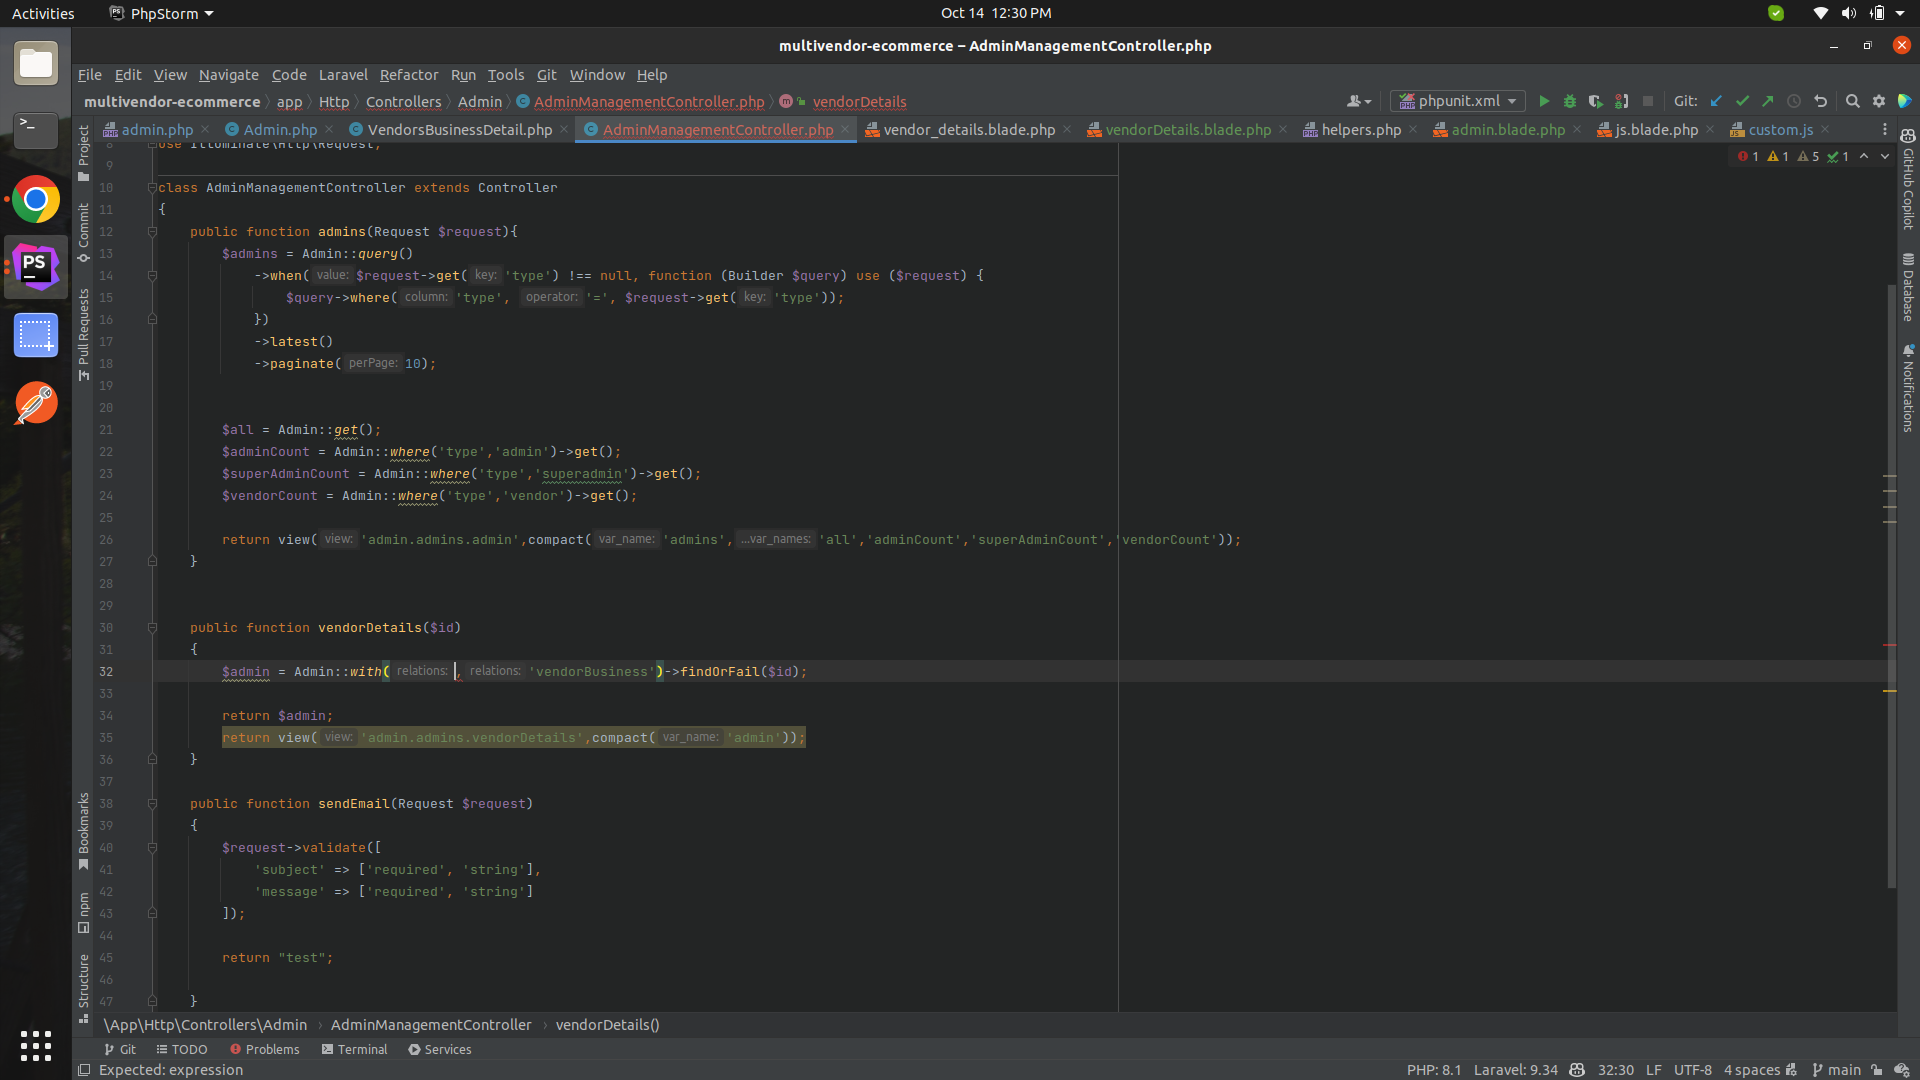 Activities
PhpStorm
Oct 14 12:30 PM
multivendor-ecommerce – AdminManagementController.php
File Edit View Navigate Code Laravel Refactor Run Tools Git Window Help
multivendor-ecommerce app Http Controllers Admin AdminManagementController.php vendorDetails
phpunit.xml
Git:
admin.php Admin.php VendorsBusinessDetail.php AdminManagementController.php vendor_details.blade.php vendorDetails.blade.php helpers.php admin.blade.php js.blade.php custom.js
1 1 5 1
Project
Commit
Pull Requests
Bookmarks
npm
Structure
GitHub Copilot
Database
Notifications
8 use Illuminate\Http\Request;
9
10 class AdminManagementController extends Controller
11 {
12 public function admins(Request $request){
13 $admins = Admin::query()
14 ->when( value: $request->get( key: 'type') !== null, function (Builder $query) use ($request) {
15 $query->where( column: 'type', operator: '=', $request->get( key: 'type'));
16 })
17 ->latest()
18 ->paginate( perPage: 10);
19
20
21 $all = Admin::get();
22 $adminCount = Admin::where('type','admin')->get();
23 $superAdminCount = Admin::where('type','superadmin')->get();
24 $vendorCount = Admin::where('type','vendor')->get();
25
26 return view( view: 'admin.admins.admin',compact( var_name: 'admins', ...var_names: 'all','adminCount','superAdminCount','vendorCount'));
27 }
28
29
30 public function vendorDetails($id)
31 {
32 $admin = Admin::with( relations: , relations: 'vendorBusiness')->findOrFail($id);
33
34 return $admin;
35 return view( view: 'admin.admins.vendorDetails',compact( var_name: 'admin'));
36 }
37
38 public function sendEmail(Request $request)
39 {
40 $request->validate([
41 'subject' => ['required', 'string'],
42 'message' => ['required', 'string']
43 ]);
44
45 return "test";
46
47 }
\App\Http\Controllers\Admin AdminManagementController vendorDetails()
Git TODO Problems Terminal Services
Expected: expression
PHP: 8.1 Laravel: 9.34 32:30 LF UTF-8 4 spaces main